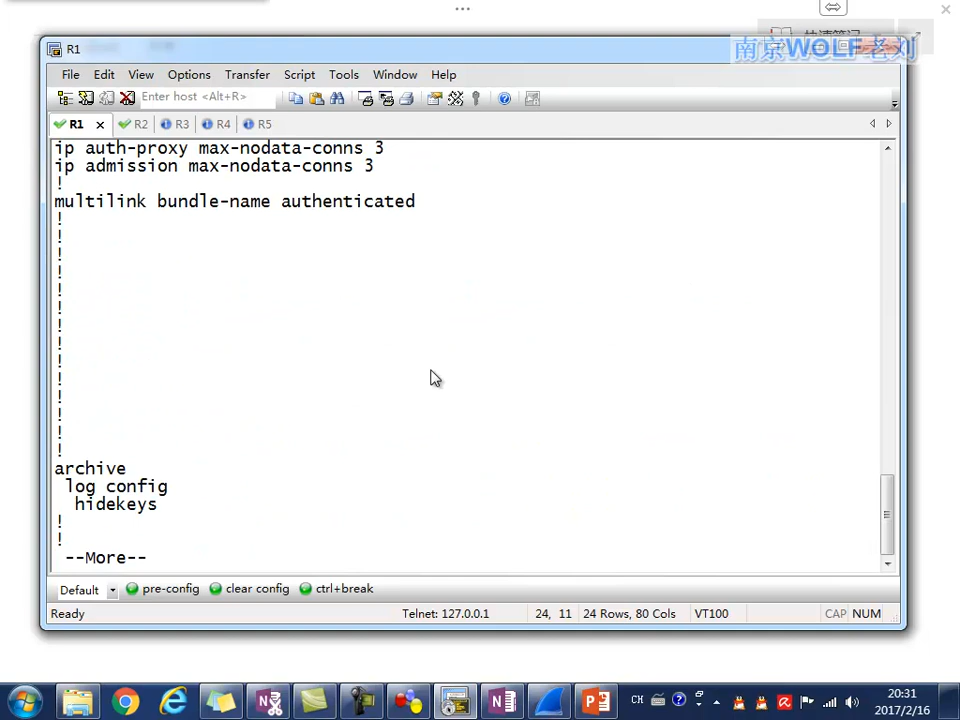 南京WOLF老刘
R1
File Edit View Options Transfer Script Tools Window Help
Enter host <Alt+R>
R1 R2 R3 R4 R5
ip auth-proxy max-nodata-conns 3
ip admission max-nodata-conns 3
!
multilink bundle-name authenticated
!
!
!
!
!
!
!
!
!
!
!
!
!
!
archive
log config
hidekeys
!
!
--More--
Default pre-config clear config ctrl+break
Ready Telnet: 127.0.0.1 24, 11 24 Rows, 80 Cols VT100 CAP NUM
CH 20:31
2017/2/16